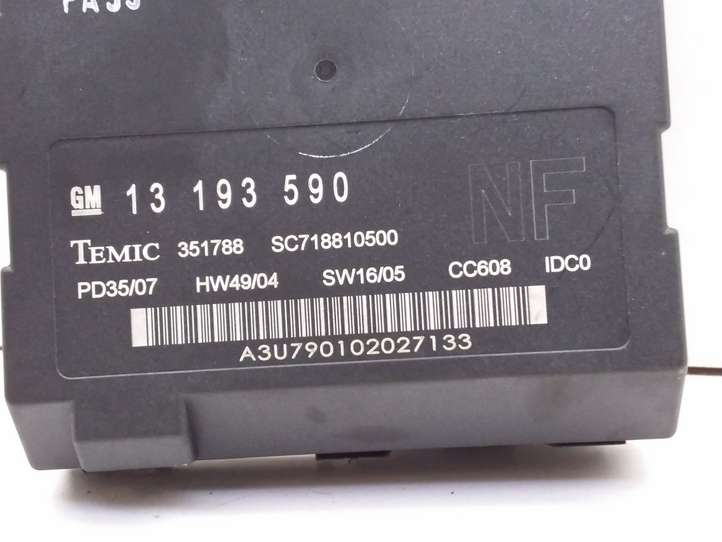 GM 13 193 590
NF
TEMIC 351788 SC718810500
PD35/07 HW49/04 SW16/05 CC608 IDC0
A3U790102027133